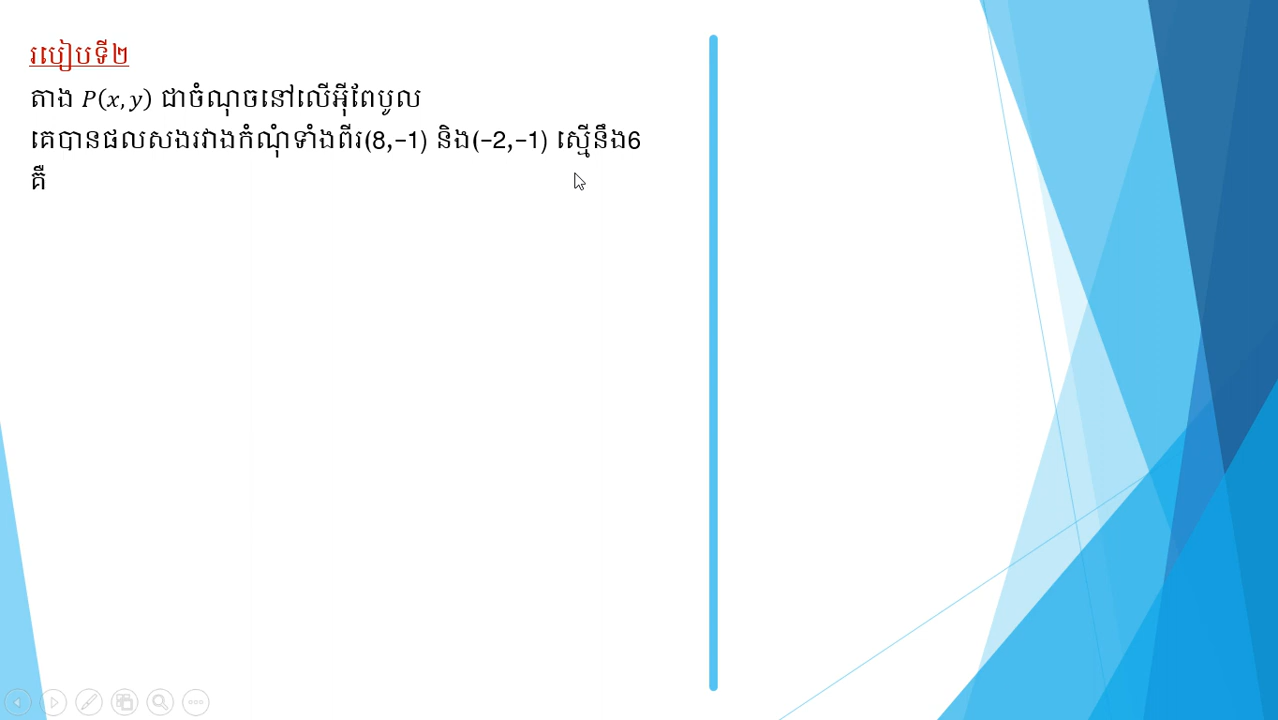 របៀបទី២
តាង P(x, y) ជាចំណុចនៅលើអ៊ីពែបូល
គេបានផលសងរវាងកំណុំទាំងពីរ(8,−1) និង(−2,−1) ស្មើនឹង6
គឺ